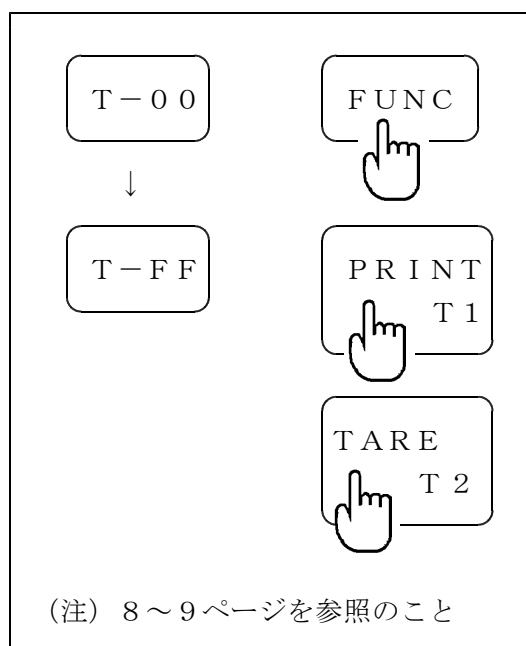 T－００
ＦＵＮＣ
↓
T－ＦＦ
ＰＲＩＮＴ
Ｔ１
ＴＡＲＥ
Ｔ２
（注）８～９ページを参照のこと